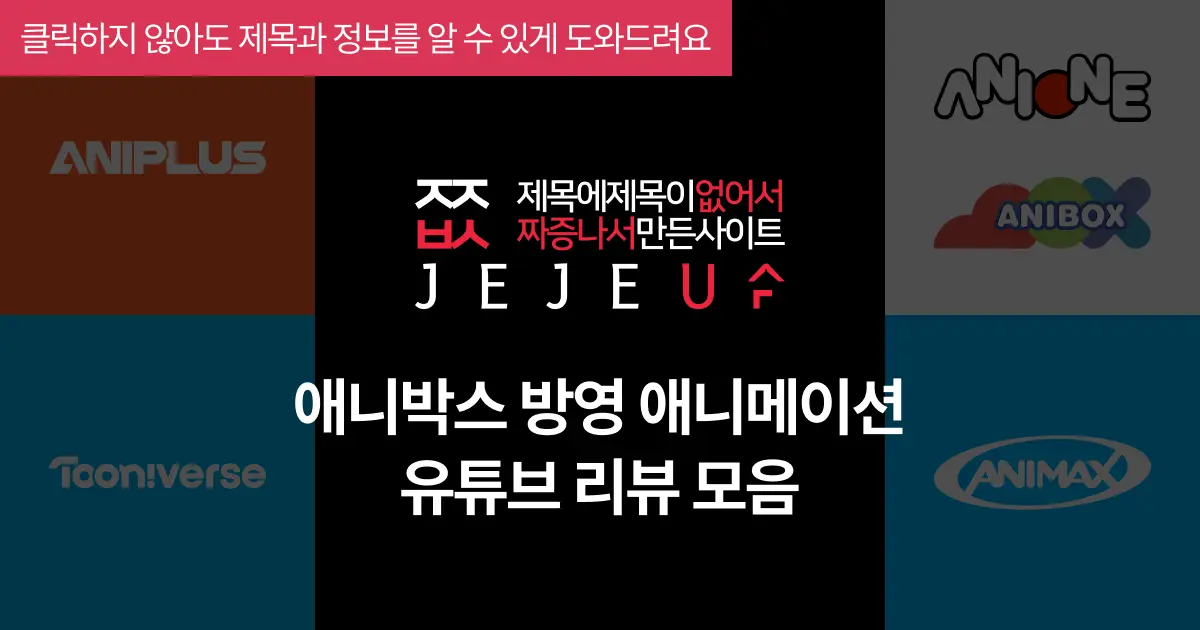 클릭하지 않아도 제목과 정보를 알 수 있게 도와드려요
ANIPLUS
ANIONE
ANIBOX
제목에제목이없어서
짜증나서만든사이트
JEJEUS
애니박스 방영 애니메이션
유튜브 리뷰 모음
Tooniverse
ANIMAX